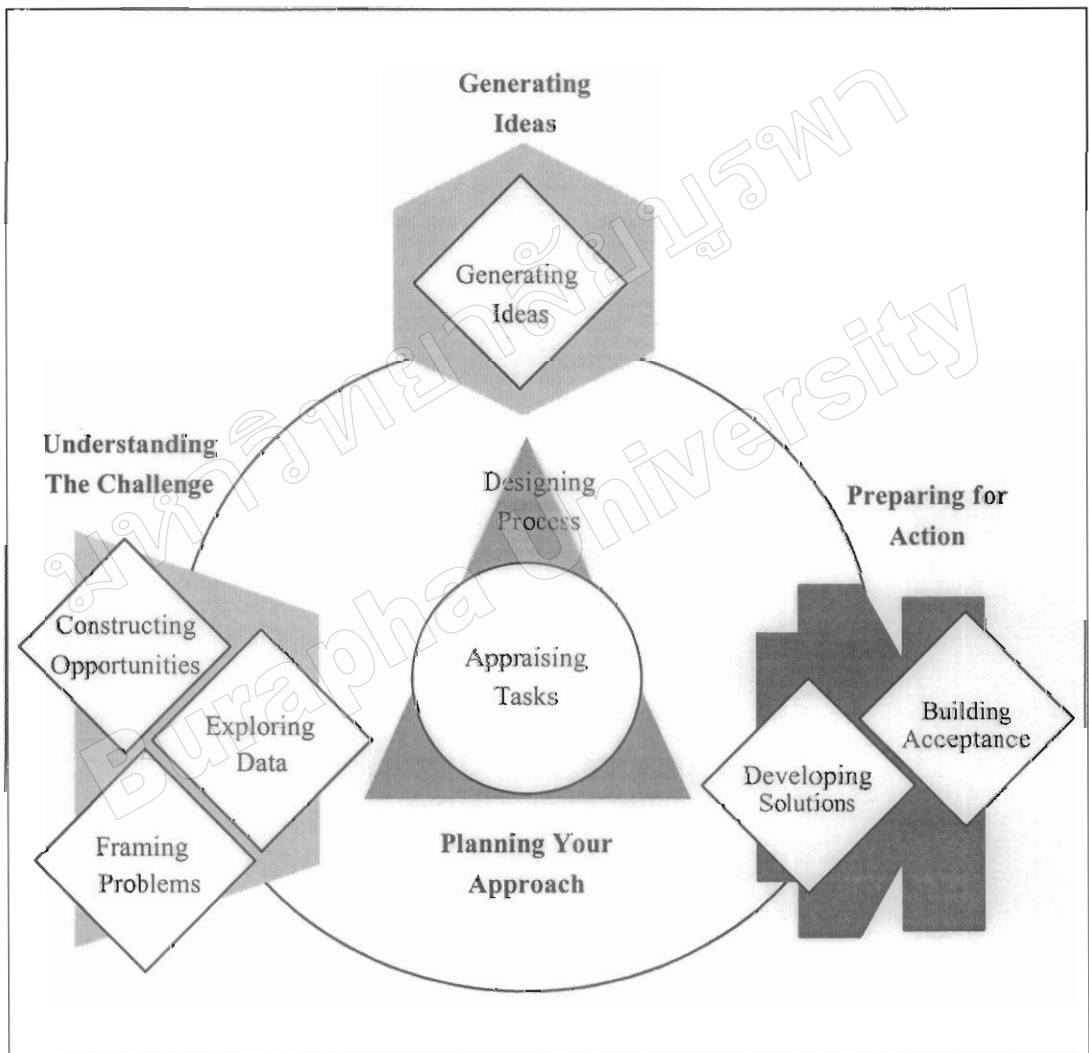 Generating
Ideas
Generating
Ideas
Understanding
The Challenge
Constructing
Opportunities
Exploring
Data
Framing
Problems
Designing
Process
Appraising
Tasks
Planning Your
Approach
Preparing for
Action
Developing
Solutions
Building
Acceptance
มหาวิทยาลัยบูรพา
Burapha University